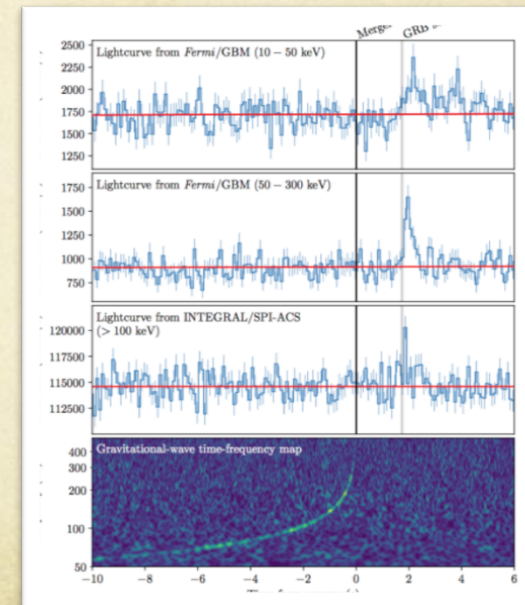 Merger
GRB
Lightcurve from Fermi/GBM (10 − 50 keV)
2500
2250
2000
1750
1500
1250
Lightcurve from Fermi/GBM (50 − 300 keV)
1750
1500
1250
1000
750
Lightcurve from INTEGRAL/SPI-ACS
(> 100 keV)
120000
117500
115000
112500
Gravitational-wave time-frequency map
400
300
200
100
50
−10 −8 −6 −4 −2 0 2 4 6